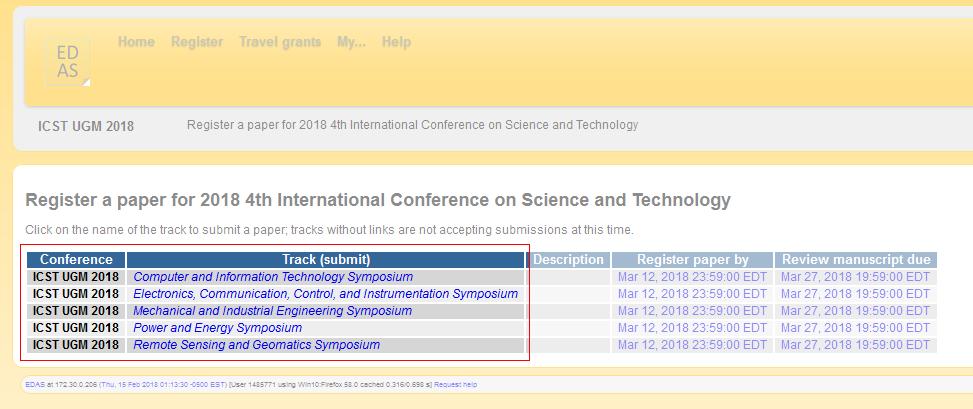 ED
AS
Home Register Travel grants My... Help
ICST UGM 2018 Register a paper for 2018 4th International Conference on Science and Technology
Register a paper for 2018 4th International Conference on Science and Technology
Click on the name of the track to submit a paper; tracks without links are not accepting submissions at this time.
Conference Track (submit) Description Register paper by Review manuscript due
ICST UGM 2018 Computer and Information Technology Symposium Mar 12, 2018 23:59:00 EDT Mar 27, 2018 19:59:00 EDT
ICST UGM 2018 Electronics, Communication, Control, and Instrumentation Symposium Mar 12, 2018 23:59:00 EDT Mar 27, 2018 19:59:00 EDT
ICST UGM 2018 Mechanical and Industrial Engineering Symposium Mar 12, 2018 23:59:00 EDT Mar 27, 2018 19:59:00 EDT
ICST UGM 2018 Power and Energy Symposium Mar 12, 2018 23:59:00 EDT Mar 27, 2018 19:59:00 EDT
ICST UGM 2018 Remote Sensing and Geomatics Symposium Mar 12, 2018 23:59:00 EDT Mar 27, 2018 19:59:00 EDT
EDAS at 172.30.0.206 (Thu, 15 Feb 2018 01:13:30 -0500 EST) [User 1485771 using Win10:Firefox 58.0 cached 0.316/0.698 s] Request help